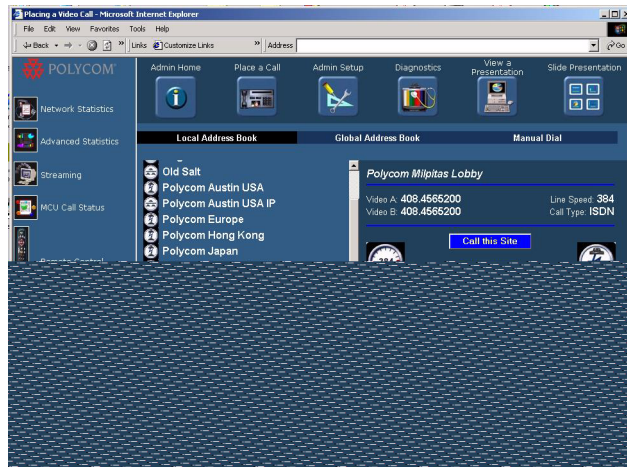 Placing a Video Call - Microsoft Internet Explorer
File Edit View Favorites Tools Help
Back Links Customize Links Address Go
POLYCOM
Admin Home Place a Call Admin Setup Diagnostics View a Presentation Slide Presentation
Network Statistics
Advanced Statistics
Streaming
MCU Call Status
Local Address Book Global Address Book Manual Dial
Old Salt
Polycom Austin USA
Polycom Austin USA IP
Polycom Europe
Polycom Hong Kong
Polycom Japan
Polycom Milpitas Lobby
Video A: 408.4565200 Line Speed: 384
Video B: 408.4565200 Call Type: ISDN
Call this Site
384